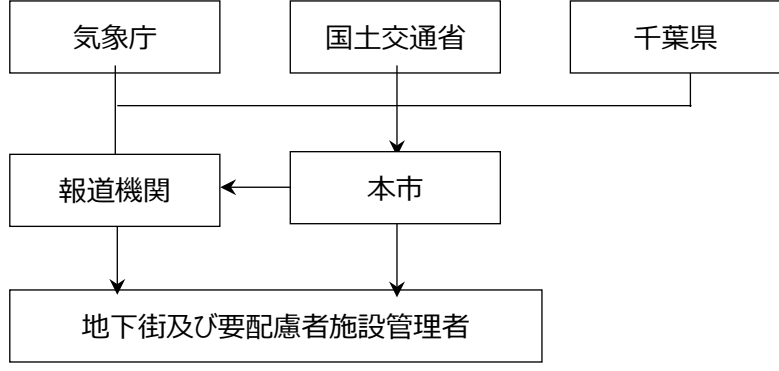 気象庁
国土交通省
千葉県
報道機関
本市
地下街及び要配慮者施設管理者